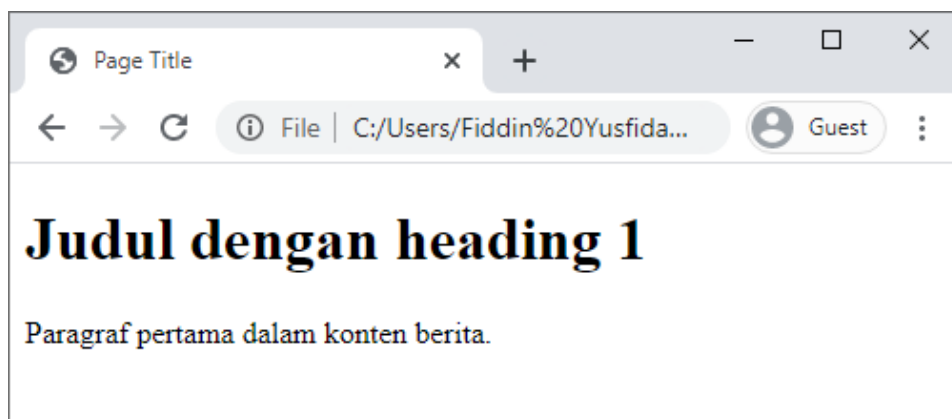 Page Title
File | C:/Users/Fiddin%20Yusfida... Guest
Judul dengan heading 1
Paragraf pertama dalam konten berita.